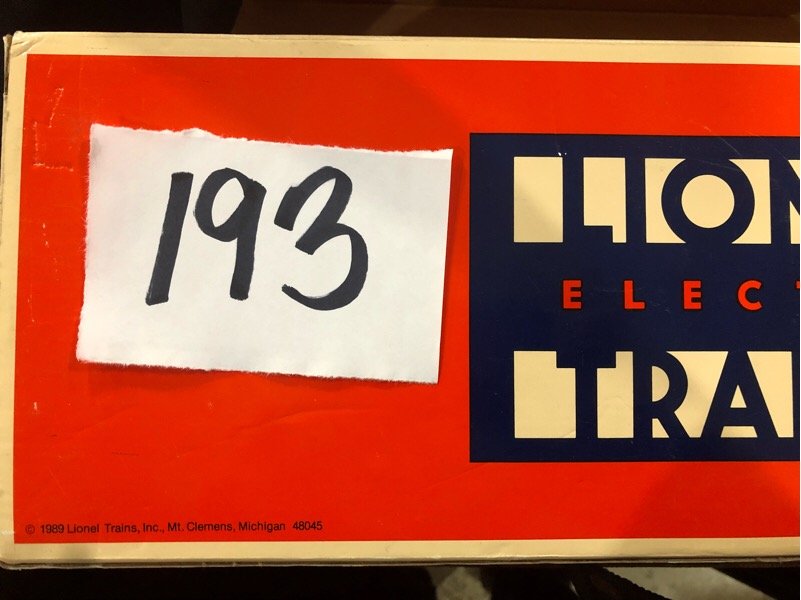 193
LION
ELECT
TRA
© 1989 Lionel Trains, Inc., Mt. Clemens, Michigan 48045